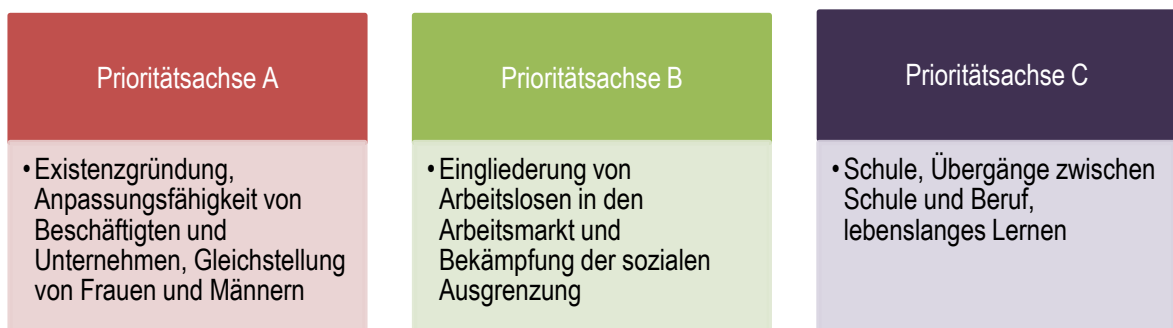 Prioritätsachse A
• Existenzgründung,
Anpassungsfähigkeit von
Beschäftigten und
Unternehmen, Gleichstellung
von Frauen und Männern
Prioritätsachse B
• Eingliederung von
Arbeitslosen in den
Arbeitsmarkt und
Bekämpfung der sozialen
Ausgrenzung
Prioritätsachse C
• Schule, Übergänge zwischen
Schule und Beruf,
lebenslanges Lernen